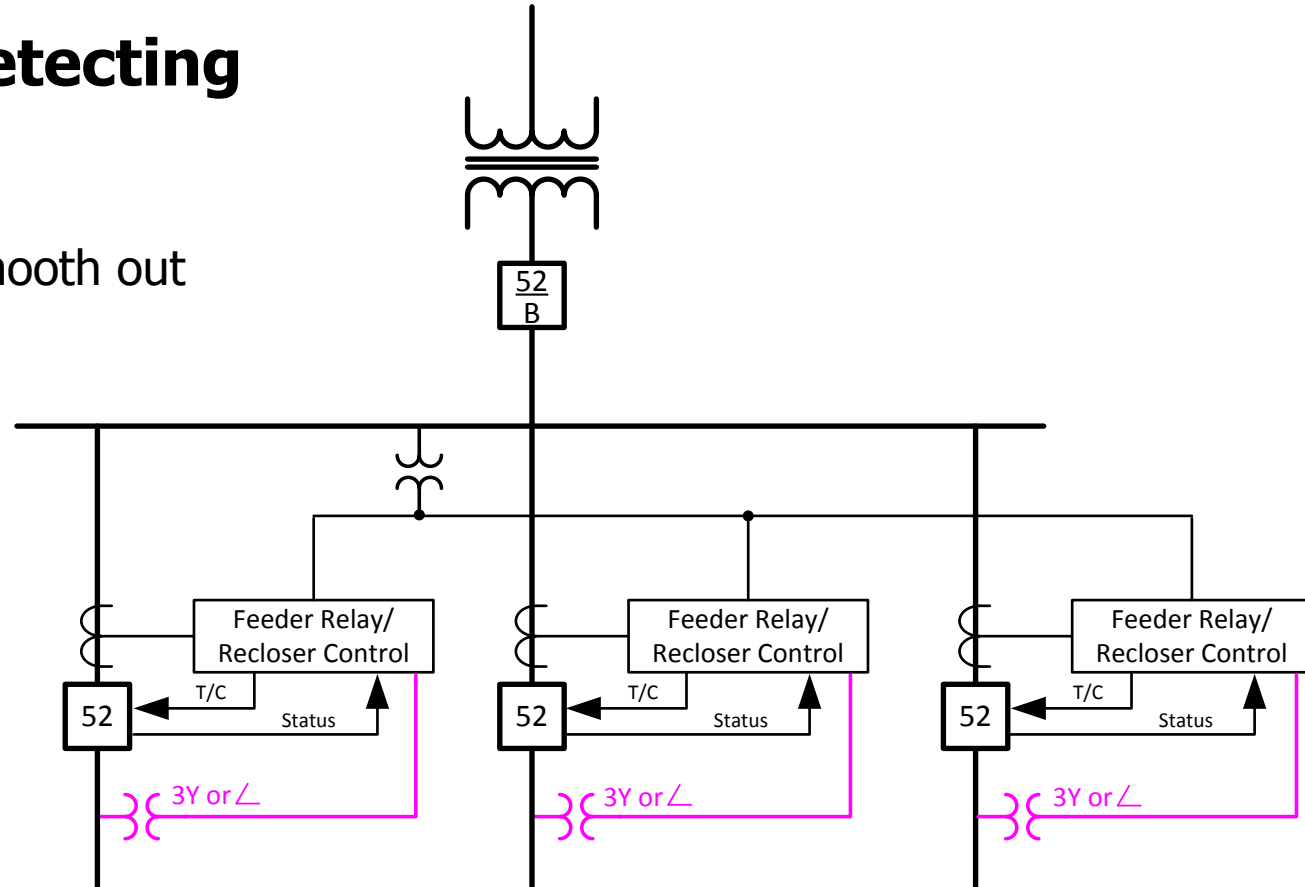 etecting
nooth out
52
B
Feeder Relay/
Recloser Control
Feeder Relay/
Recloser Control
Feeder Relay/
Recloser Control
T/C
T/C
T/C
52
52
52
Status
Status
Status
3Y or∠
3Y or∠
3Y or∠